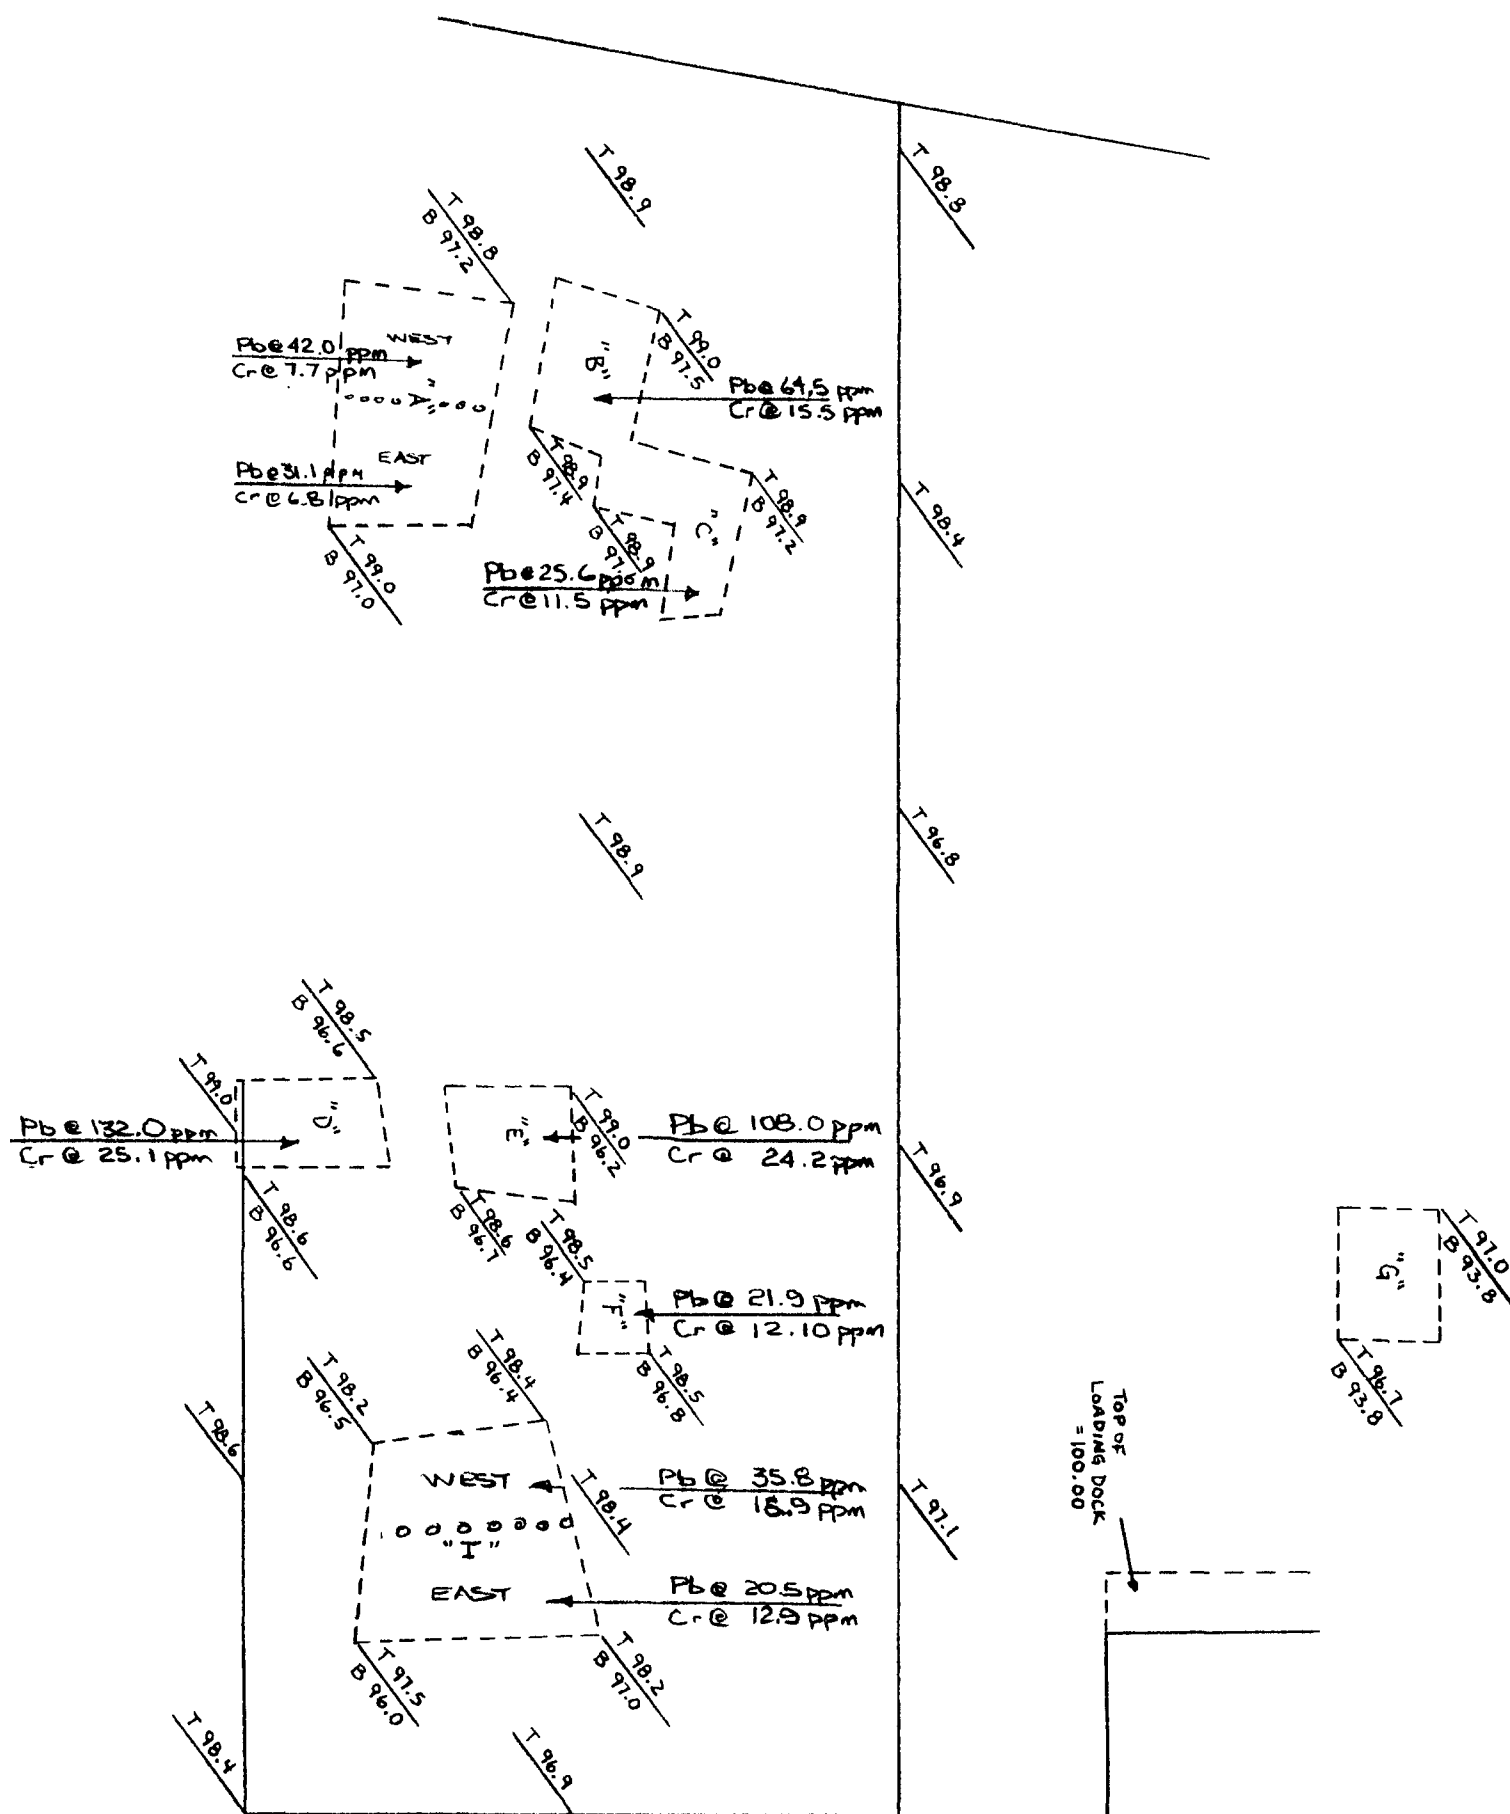 T 98.9
T 98.8
T 98.8
B 97.2
WEST
Pb@ 42.0 ppm
Cr@ 7.7 ppm
"A"
EAST
Pb@31.1 ppm
Cr@ 6.8 ppm
T 99.0
B 97.0
"B"
T 99.0
B 97.5
Pb@ 64.5 ppm
Cr@ 15.5 ppm
T 98.9
B 97.4
T 98.9
B 97.2
"C"
T 98.9
B 97.
Pb@25.6 ppm
Cr@11.5 ppm
T 98.4
T 98.9
T 96.8
T 98.5
B 96.6
T 99.0
"D"
Pb @ 132.0 ppm
Cr @ 25.1 ppm
T 98.6
B 96.6
"E"
T 99.0
B 96.2
Pb @ 108.0 ppm
Cr @ 24.2 ppm
T 98.6
B 96.7
T 96.9
T 98.5
B 96.4
"F"
Pb @ 21.9 ppm
Cr @ 12.10 ppm
T 98.5
B 96.8
"G"
T 97.0
B 93.8
T 96.7
B 93.8
T 98.2
B 96.5
T 98.4
B 96.4
T 98.6
WEST
T 98.4
Pb @ 35.8 ppm
Cr @ ppm
"I"
EAST
Pb @ 20.5 ppm
Cr @ 12.9 ppm
T 97.1
TOP OF
LOADING DOCK
= 100.00
T 97.5
B 96.0
T 98.2
B 97.0
T 98.4
T 96.9